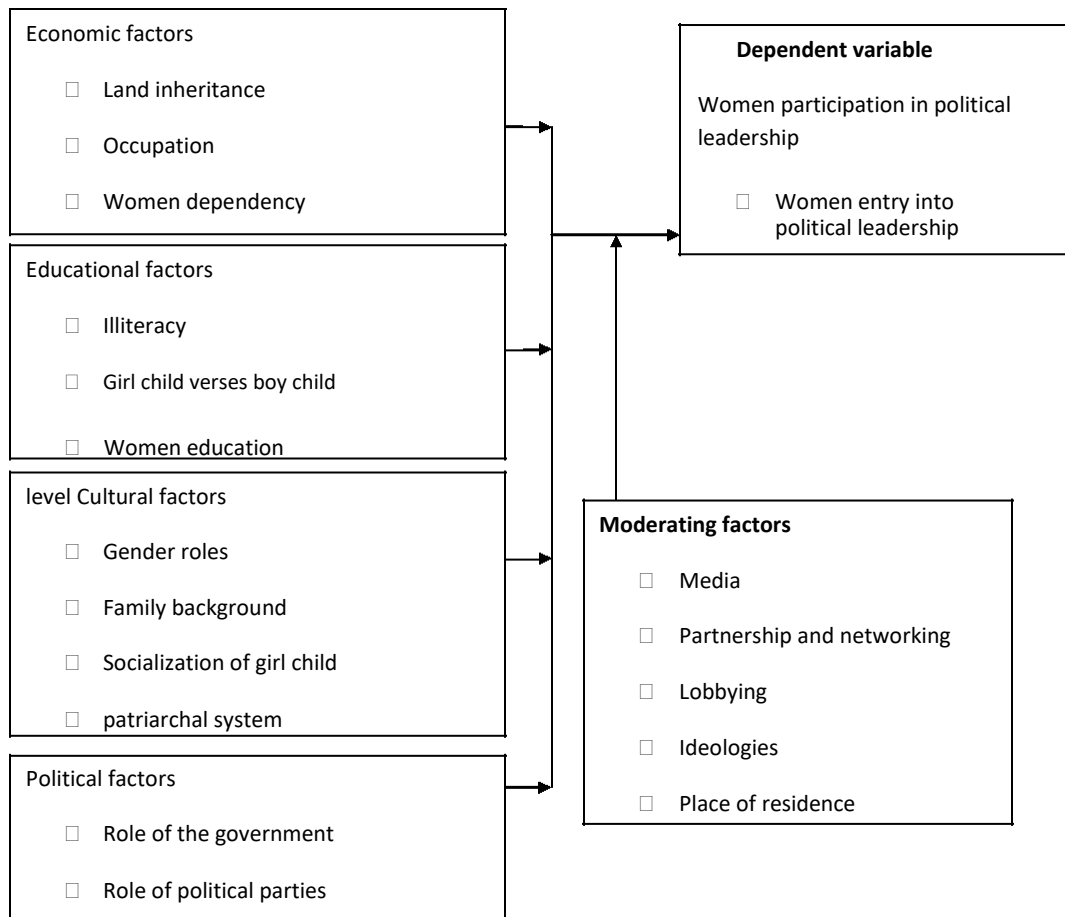 Economic factors
Land inheritance
Occupation
Women dependency
Educational factors
Illiteracy
Girl child verses boy child
Women education
level Cultural factors
Gender roles
Family background
Socialization of girl child
patriarchal system
Political factors
Role of the government
Role of political parties
Dependent variable
Women participation in political
leadership
Women entry into
political leadership
Moderating factors
Media
Partnership and networking
Lobbying
Ideologies
Place of residence